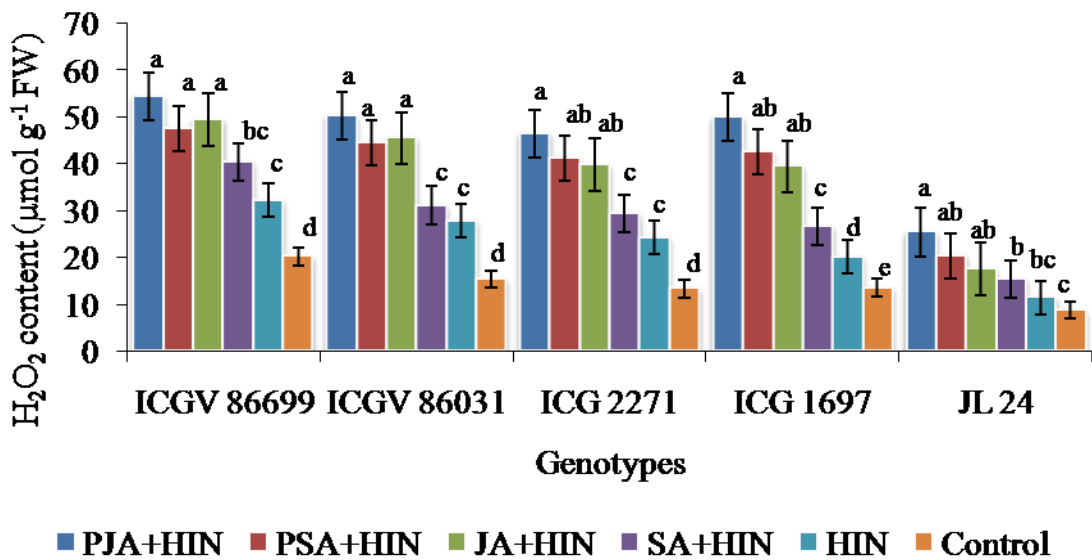 70
60
50
40
30
20
10
0
H₂O₂ content (μmol g⁻¹ FW)
a a a bc c d
a a a c c d
a ab ab c c d
a ab ab c d e
a ab ab b bc c
ICGV 86699 ICGV 86031 ICG 2271 ICG 1697 JL 24
Genotypes
PJA+HIN PSA+HIN JA+HIN SA+HIN HIN Control